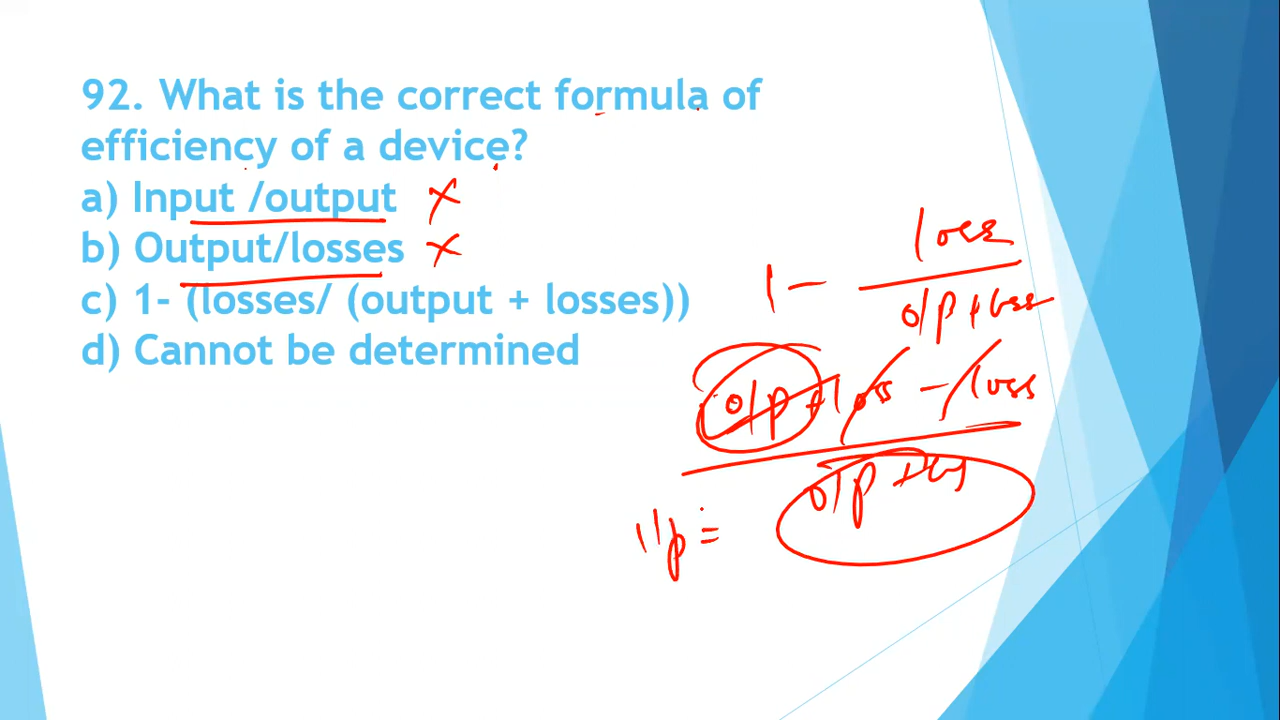 92. What is the correct formula of
efficiency of a device?
a) Input /output ×
b) Output/losses ×
c) 1- (losses/ (output + losses))
d) Cannot be determined
loss
1 -
o/p + loss
o/p + loss - loss
o/p +
I/p =